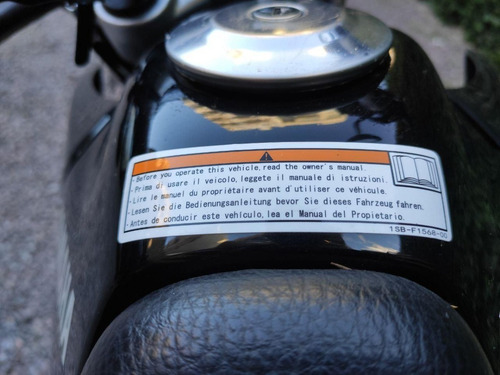 - Before you operate this vehicle, read the owner's manual.
- Prima di usare il veicolo, leggete il manuale di istruzioni.
- Lire le manuel du propriétaire avant d'utiliser ce véhicule.
- Lesen Sie die Bedienungsanleitung bevor Sie dieses Fahrzeug fahren.
- Antes de conducir este vehículo, lea el Manual del Propietario.
1SB-F1568-00